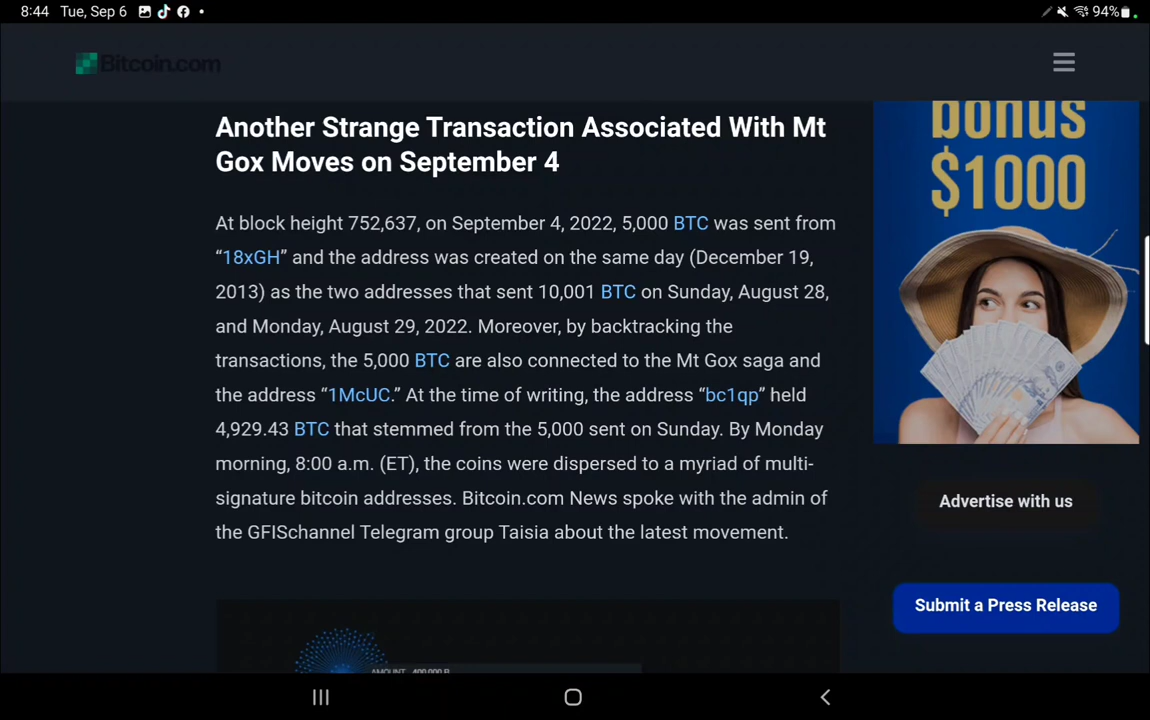 8:44 Tue, Sep 6
94%
Bitcoin.com
bonus
$1000
Another Strange Transaction Associated With Mt
Gox Moves on September 4
At block height 752,637, on September 4, 2022, 5,000 BTC was sent from
“18xGH” and the address was created on the same day (December 19,
2013) as the two addresses that sent 10,001 BTC on Sunday, August 28,
and Monday, August 29, 2022. Moreover, by backtracking the
transactions, the 5,000 BTC are also connected to the Mt Gox saga and
the address “1McUC.” At the time of writing, the address “bc1qp” held
4,929.43 BTC that stemmed from the 5,000 sent on Sunday. By Monday
morning, 8:00 a.m. (ET), the coins were dispersed to a myriad of multi-
signature bitcoin addresses. Bitcoin.com News spoke with the admin of
the GFISchannel Telegram group Taisia about the latest movement.
Advertise with us
Submit a Press Release
AMOUNT 400,000 B